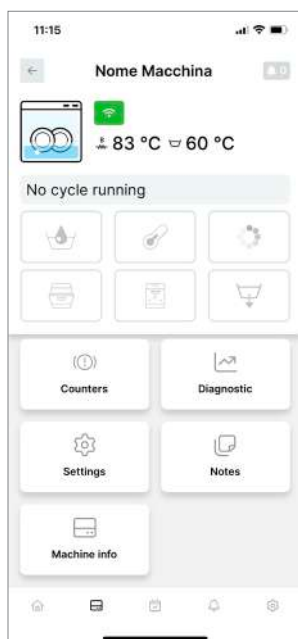 11:15
Nome Macchina
0
83 °C 60 °C
No cycle running
Counters
Diagnostic
Settings
Notes
Machine info